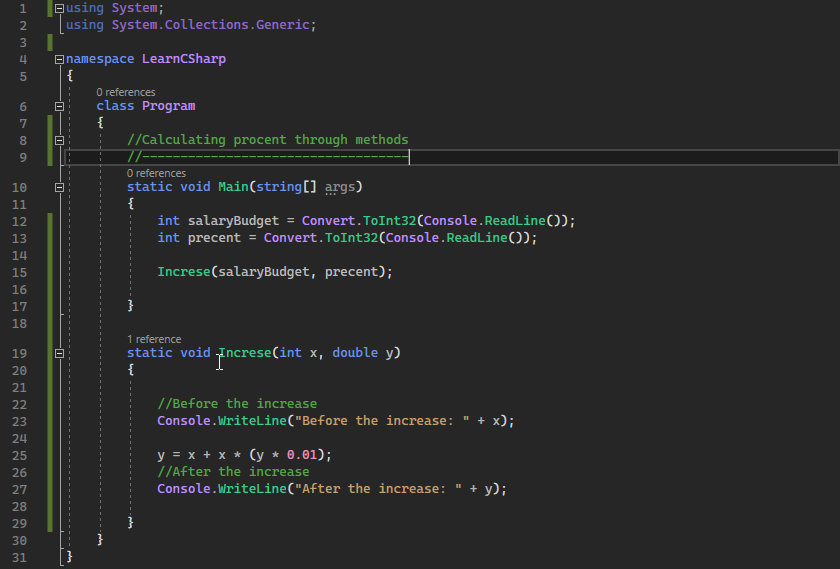 1 using System;
2 using System.Collections.Generic;
3
4 namespace LearnCSharp
5 {
0 references
6 class Program
7 {
8 //Calculating procent through methods
9 //-----------------------------------
0 references
10 static void Main(string[] args)
11 {
12 int salaryBudget = Convert.ToInt32(Console.ReadLine());
13 int precent = Convert.ToInt32(Console.ReadLine());
14
15 Increse(salaryBudget, precent);
16
17 }
18
1 reference
19 static void Increse(int x, double y)
20 {
21
22 //Before the increase
23 Console.WriteLine("Before the increase: " + x);
24
25 y = x + x * (y * 0.01);
26 //After the increase
27 Console.WriteLine("After the increase: " + y);
28
29 }
30 }
31 }